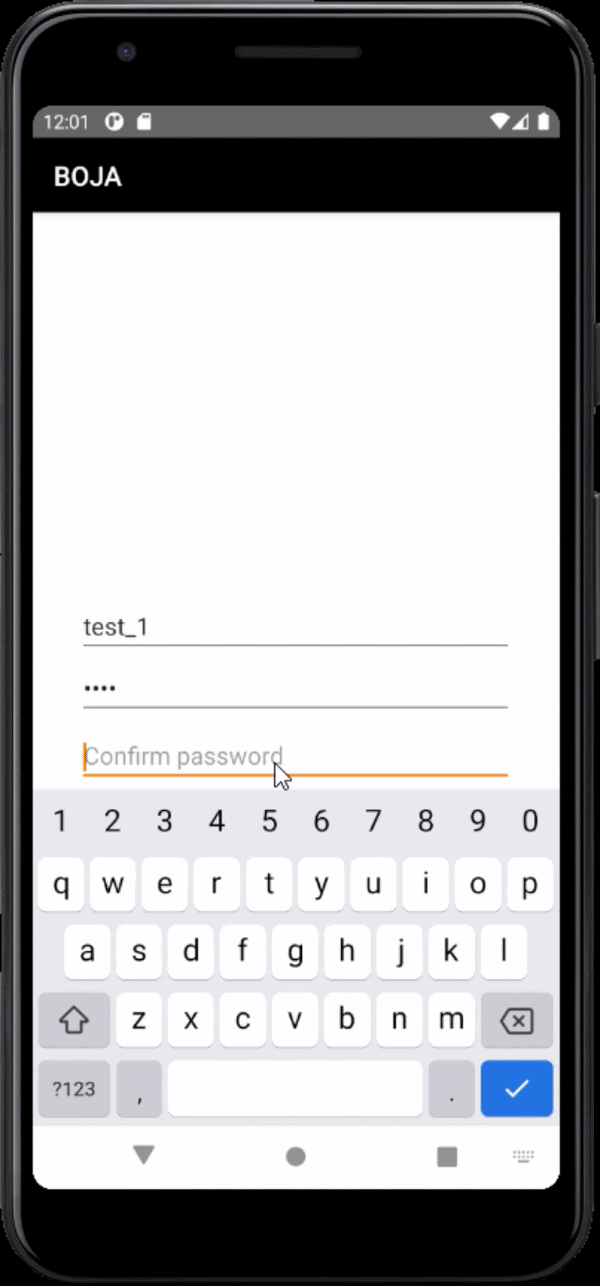 12:01
BOJA
test_1
••••
Confirm password
1 2 3 4 5 6 7 8 9 0
q w e r t y u i o p
a s d f g h j k l
z x c v b n m
?123 , .